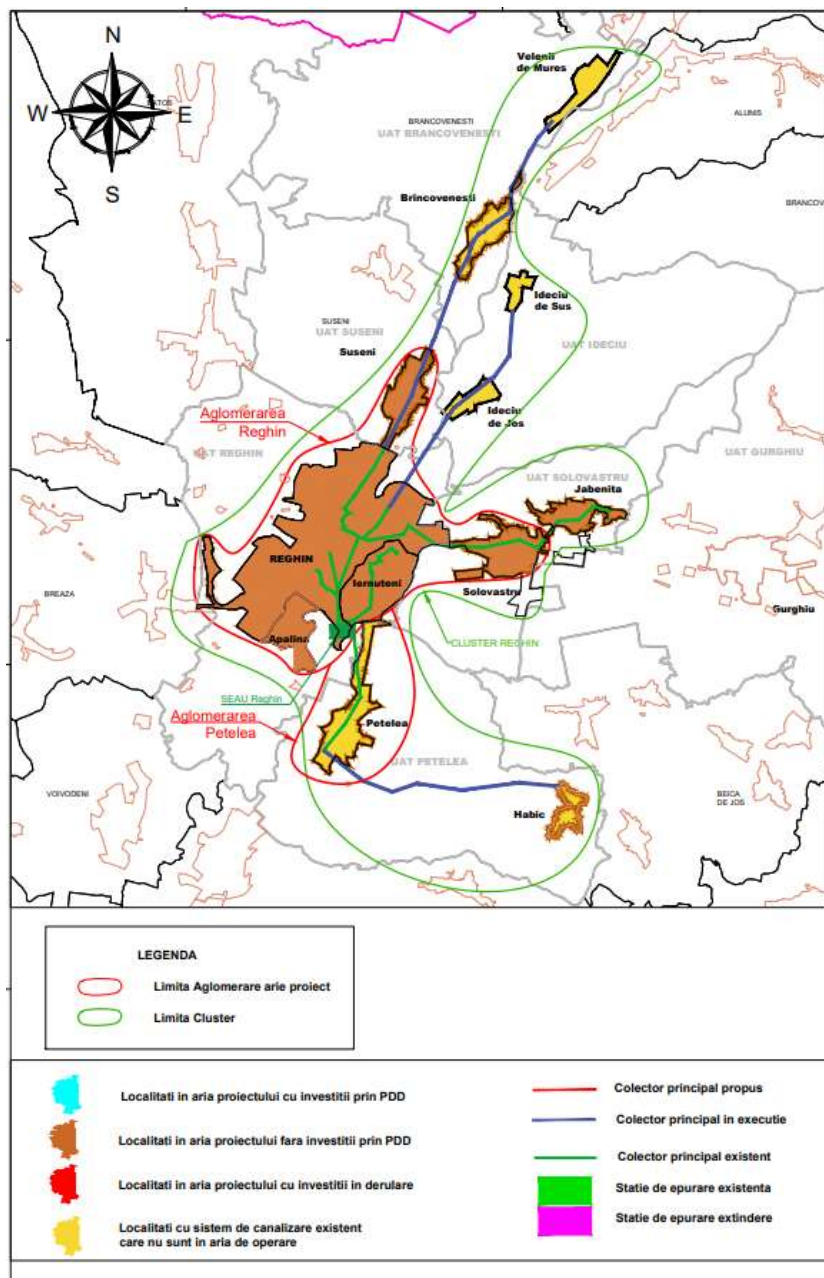 N
W
E
S
BATOS
Velenii
de Mures
BRANCOVENESTI
UAT BRANCOVENESTI
ALUNIS
Brincovenesti
BRANCOV
Ideciu
de Sus
SUSENI
UAT SUSENI
UAT IDECIU
Suseni
Aglomerarea
Reghin
Ideciu
de Jos
UAT REGHIN
UAT GURGHIU
UAT SOLOVASTRU
Jabenita
REGHIN
Iernuteni
BREAZA
Solovastru
Gurghiu
Apalina
CLUSTER REGHIN
SEAU Reghin
Aglomerarea
Petelea
Petelea
UAT PETELEA
VOIVODENI
BEICA
DE JOS
Habic
LEGENDA
Limita Aglomerare arie proiect
Limita Cluster
Localitati in aria proiectului cu investitii prin PDD
Localitati in aria proiectului fara investitii prin PDD
Localitati in aria proiectului cu investitii in derulare
Localitati cu sistem de canalizare existent
care nu sunt in aria de operare
Colector principal propus
Colector principal in executie
Colector principal existent
Statie de epurare existenta
Statie de epurare extindere